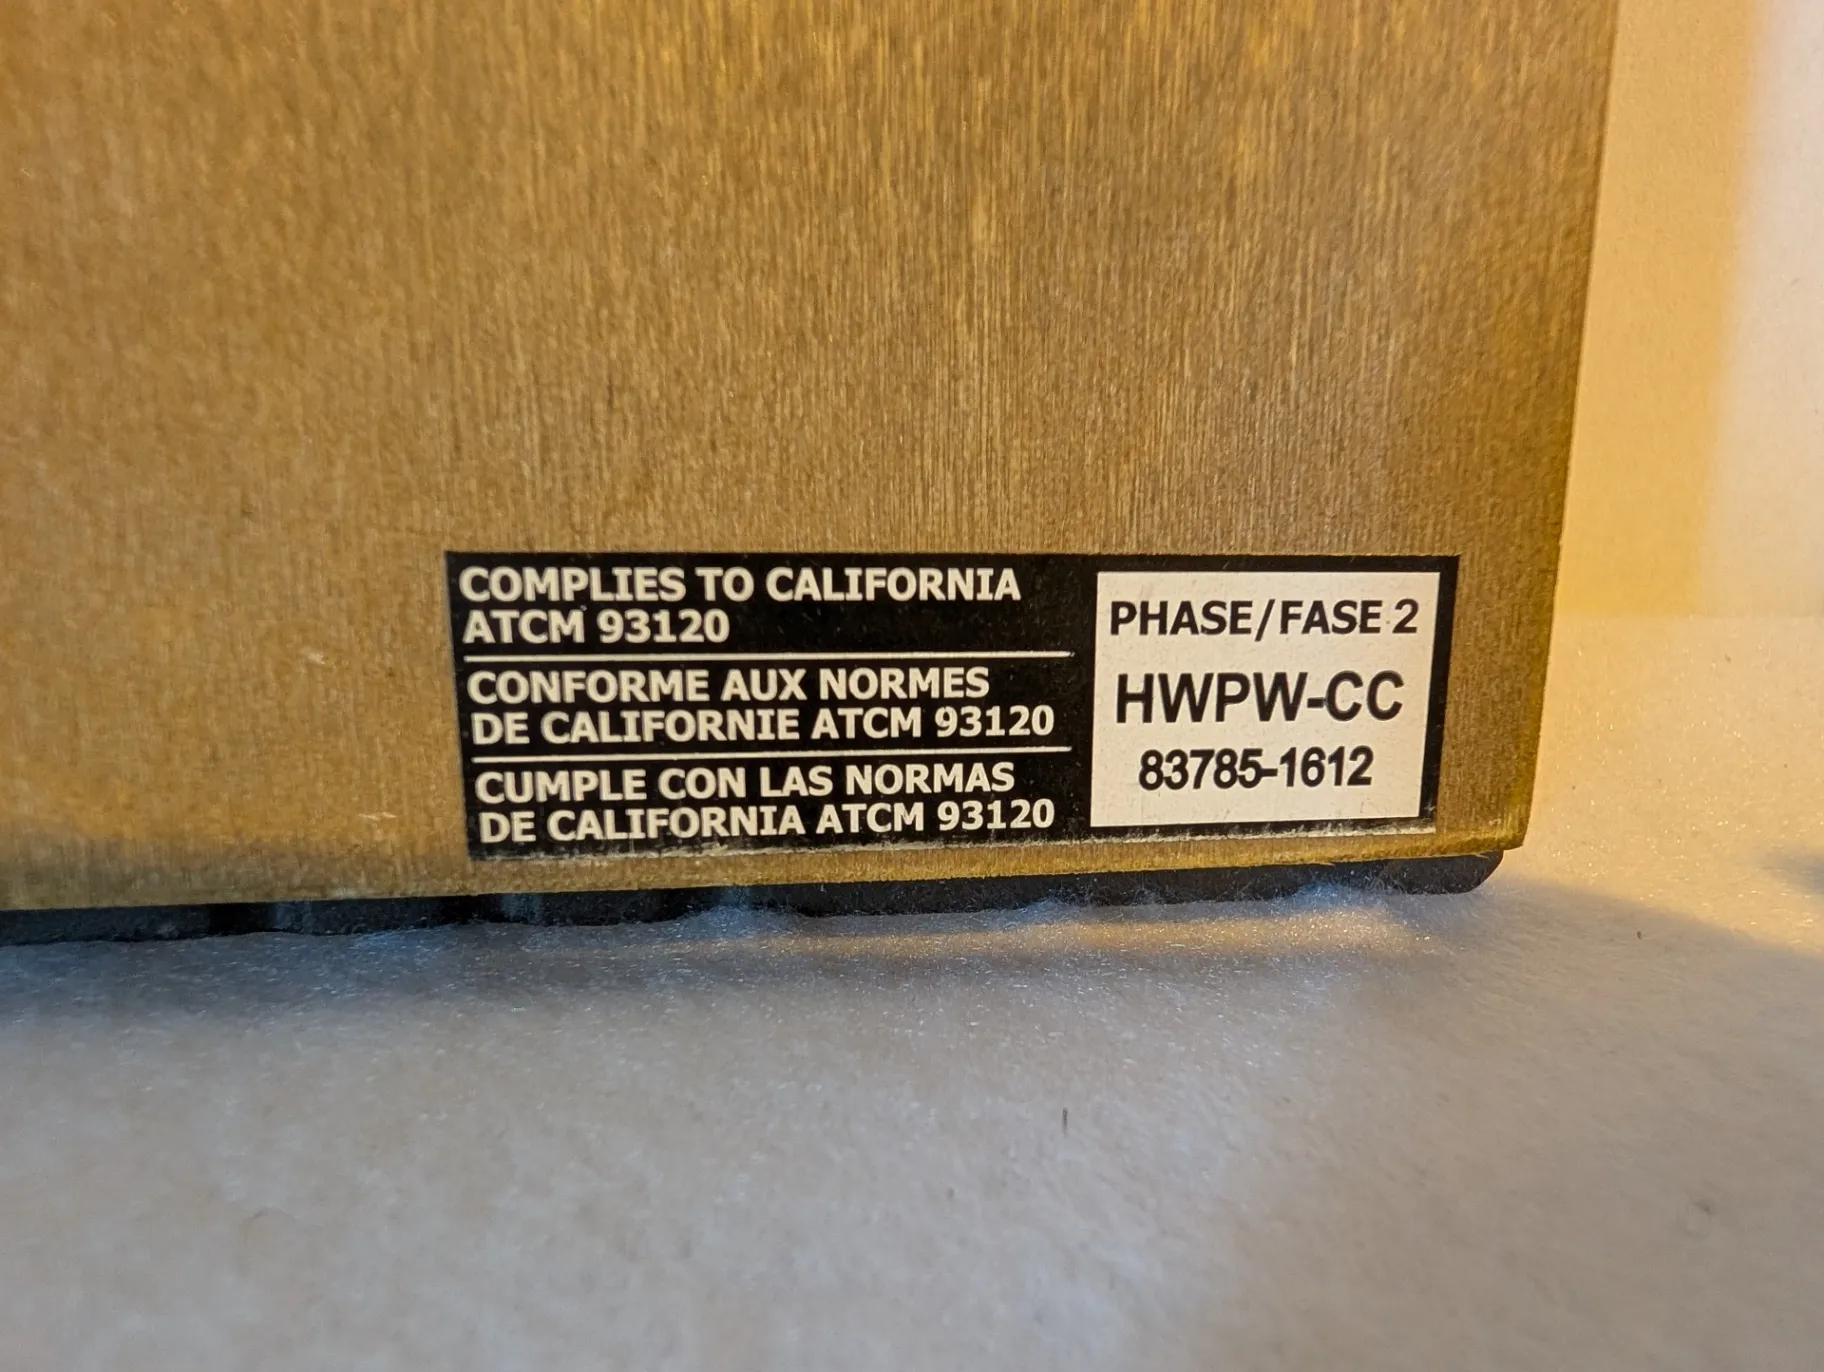 COMPLIES TO CALIFORNIA
ATCM 93120
CONFORME AUX NORMES
DE CALIFORNIE ATCM 93120
CUMPLE CON LAS NORMAS
DE CALIFORNIA ATCM 93120
PHASE/FASE 2
HWPW-CC
83785-1612